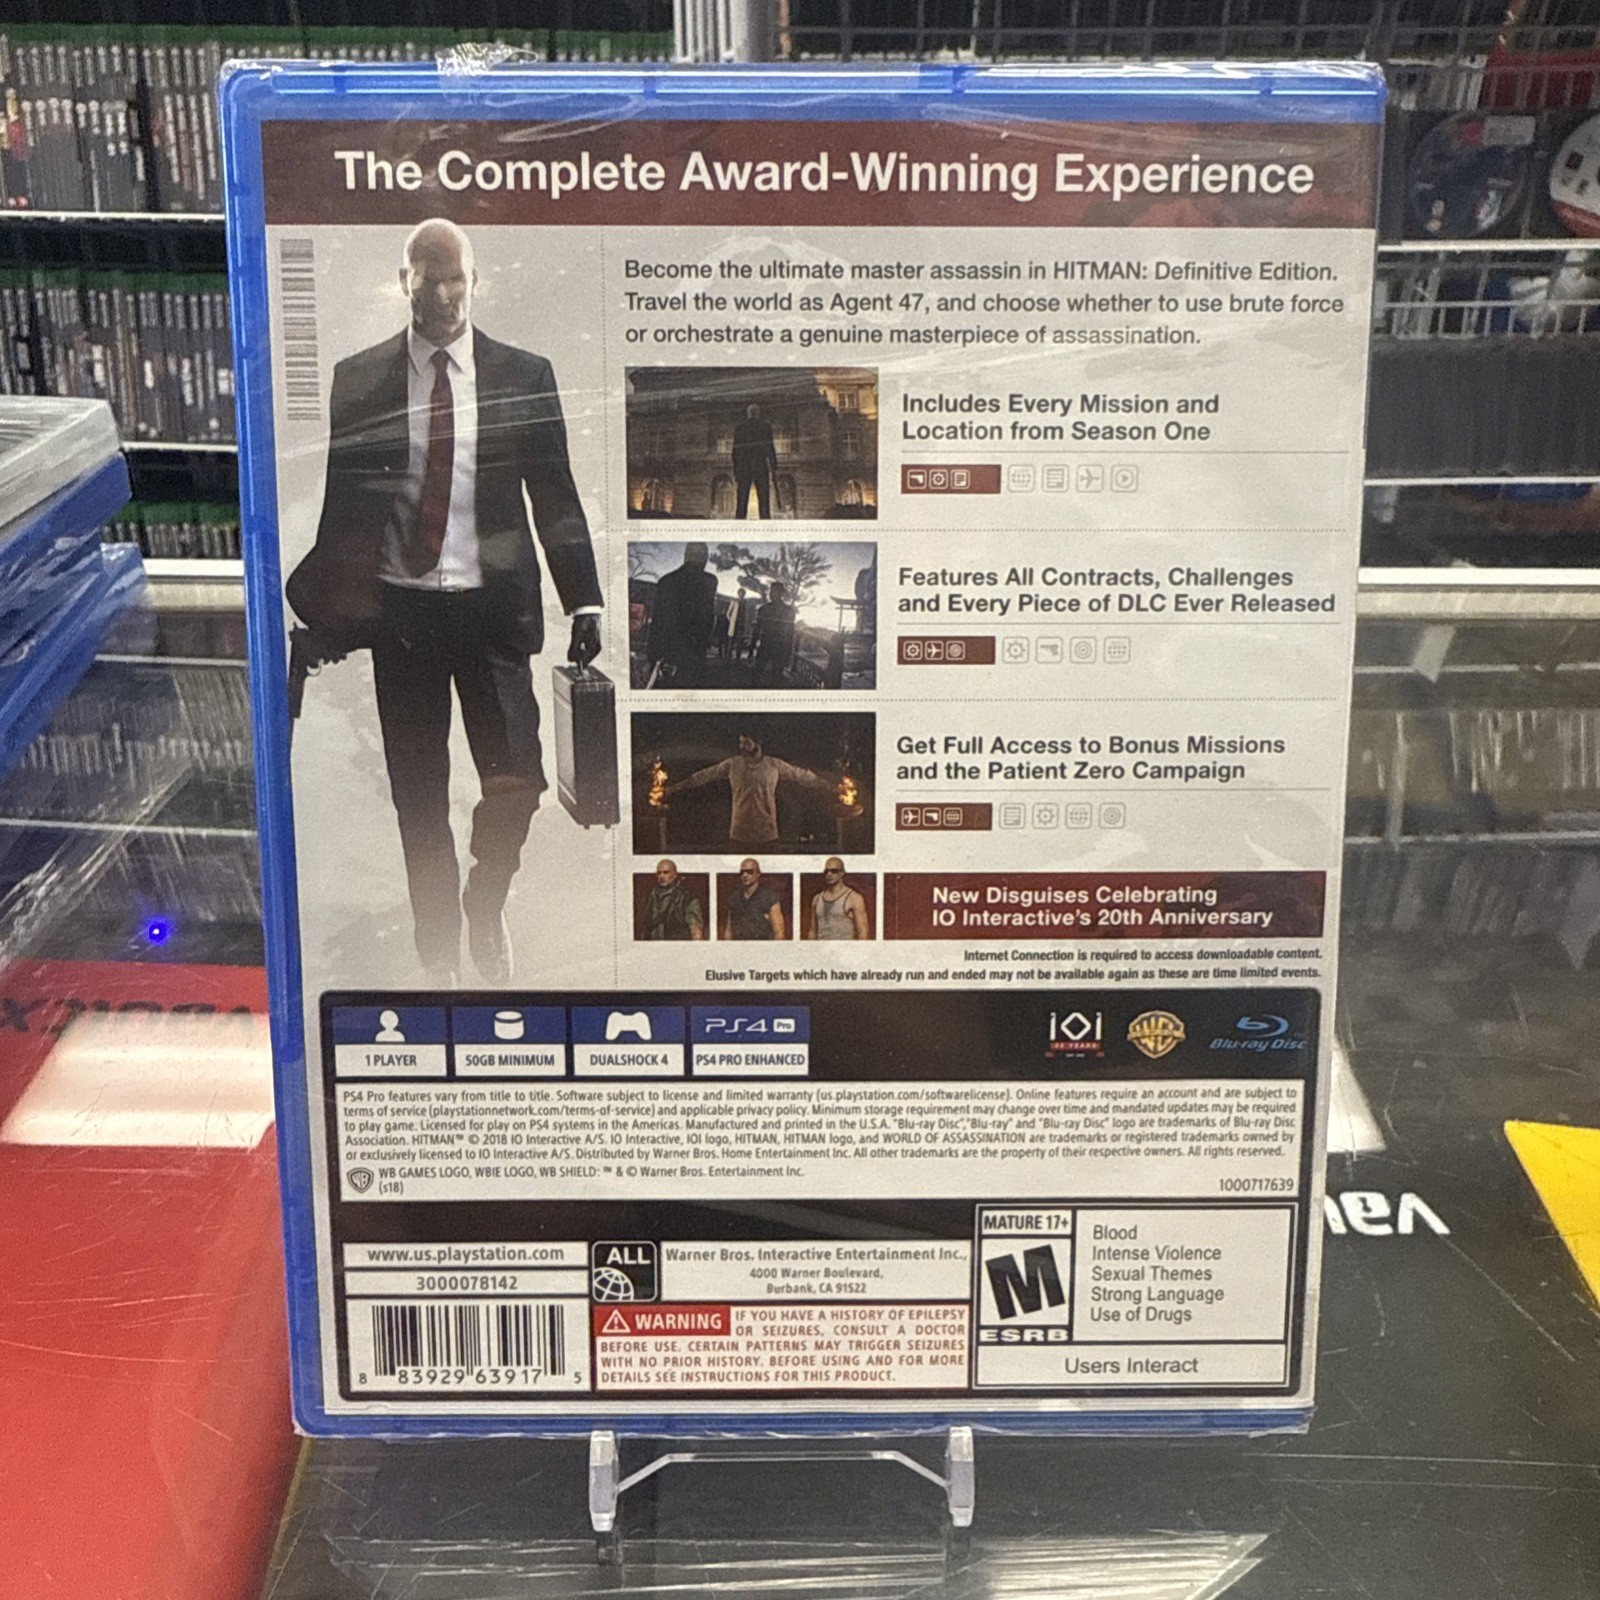 The Complete Award-Winning Experience
Become the ultimate master assassin in HITMAN: Definitive Edition.
Travel the world as Agent 47, and choose whether to use brute force
or orchestrate a genuine masterpiece of assassination.
Includes Every Mission and
Location from Season One
Features All Contracts, Challenges
and Every Piece of DLC Ever Released
Get Full Access to Bonus Missions
and the Patient Zero Campaign
New Disguises Celebrating
IO Interactive's 20th Anniversary
Internet Connection is required to access downloadable content.
Elusive Targets which have already run and ended may not be available again as these are time limited events.
1 PLAYER
50GB MINIMUM
DUALSHOCK 4
PS4 Pro
PS4 PRO ENHANCED
IOI
20 YEARS
WB
Blu-ray Disc
PS4 Pro features vary from title to title. Software subject to license and limited warranty (us.playstation.com/softwarelicense). Online features require an account and are subject to
terms of service (playstationnetwork.com/terms-of-service) and applicable privacy policy. Minimum storage requirement may change over time and mandated updates may be required
to play game. Licensed for play on PS4 systems in the Americas. Manufactured and printed in the U.S.A. "Blu-ray Disc","Blu-ray" and "Blu-ray Disc" logo are trademarks of Blu-ray Disc
Association. HITMAN™ © 2018 IO Interactive A/S. IO Interactive, IOI logo, HITMAN, HITMAN logo, and WORLD OF ASSASSINATION are trademarks or registered trademarks owned by
or exclusively licensed to IO Interactive A/S. Distributed by Warner Bros. Home Entertainment Inc. All other trademarks are the property of their respective owners. All rights reserved.
WB GAMES LOGO, WBIE LOGO, WB SHIELD: ™ & © Warner Bros. Entertainment Inc.
(s18)
1000717639
www.us.playstation.com
3000078142
ALL
Warner Bros. Interactive Entertainment Inc.,
4000 Warner Boulevard,
Burbank, CA 91522
WARNING IF YOU HAVE A HISTORY OF EPILEPSY
OR SEIZURES, CONSULT A DOCTOR
BEFORE USE. CERTAIN PATTERNS MAY TRIGGER SEIZURES
WITH NO PRIOR HISTORY. BEFORE USING AND FOR MORE
DETAILS SEE INSTRUCTIONS FOR THIS PRODUCT.
8 83929 63917 5
MATURE 17+
M
ESRB
Blood
Intense Violence
Sexual Themes
Strong Language
Use of Drugs
Users Interact